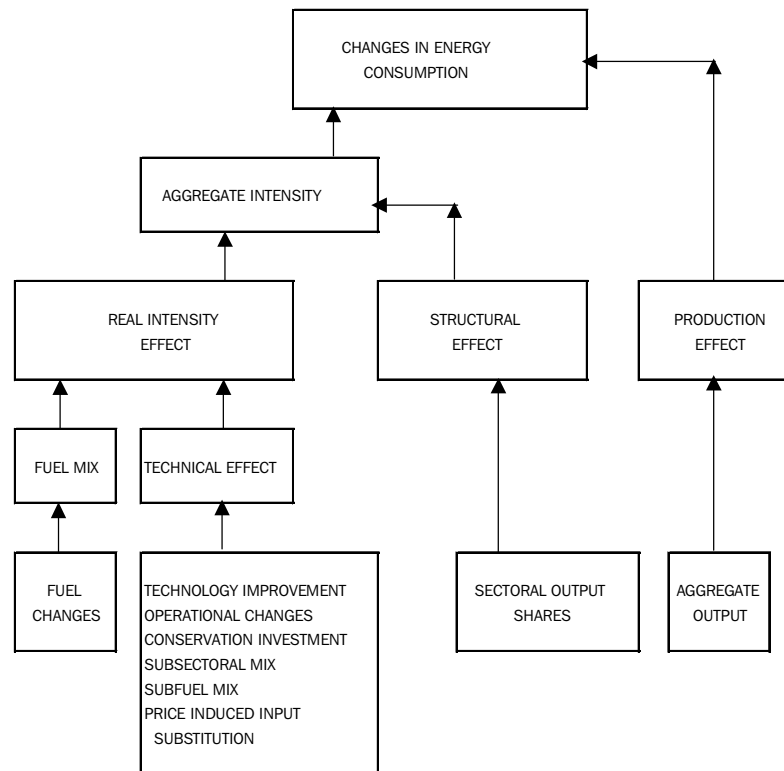 CHANGES IN ENERGY
CONSUMPTION
AGGREGATE INTENSITY
REAL INTENSITY
EFFECT
STRUCTURAL
EFFECT
PRODUCTION
EFFECT
FUEL MIX
TECHNICAL EFFECT
FUEL
CHANGES
TECHNOLOGY IMPROVEMENT
OPERATIONAL CHANGES
CONSERVATION INVESTMENT
SUBSECTORAL MIX
SUBFUEL MIX
PRICE INDUCED INPUT
SUBSTITUTION
SECTORAL OUTPUT
SHARES
AGGREGATE
OUTPUT